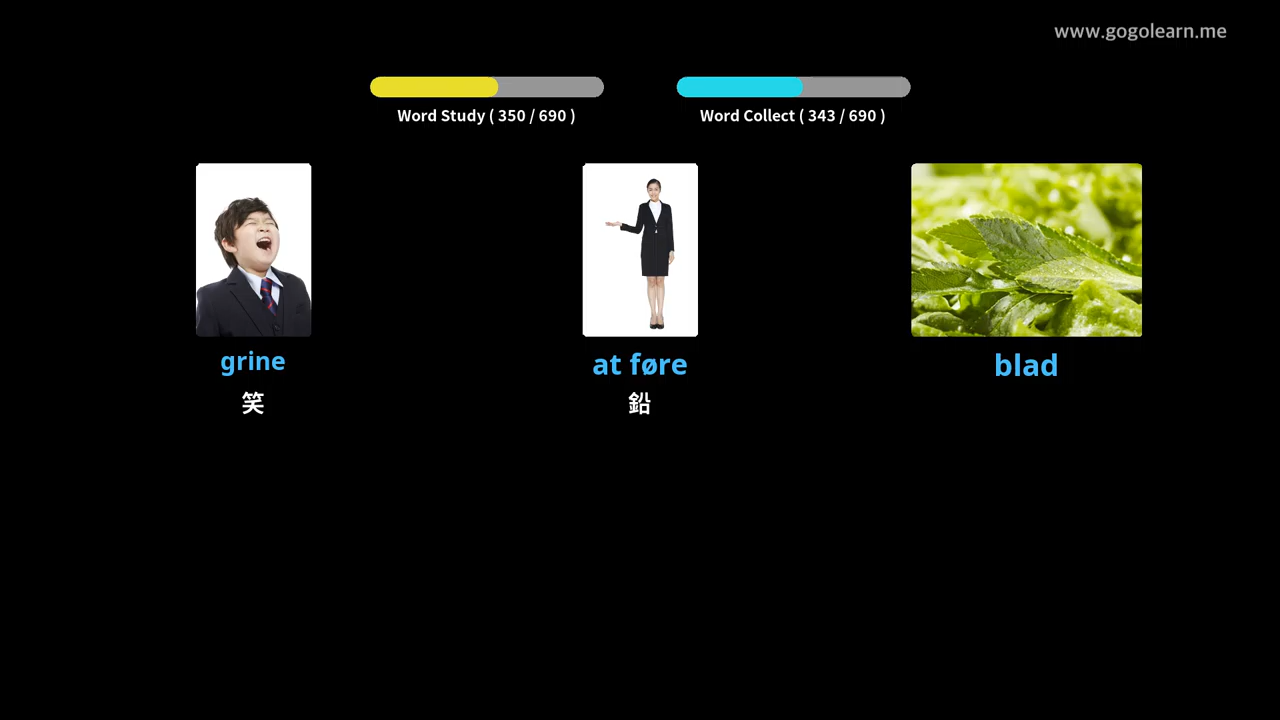 www.gogolearn.me
Word Study ( 350 / 690 )
Word Collect ( 343 / 690 )
grine
at føre
blad
笑
鉛